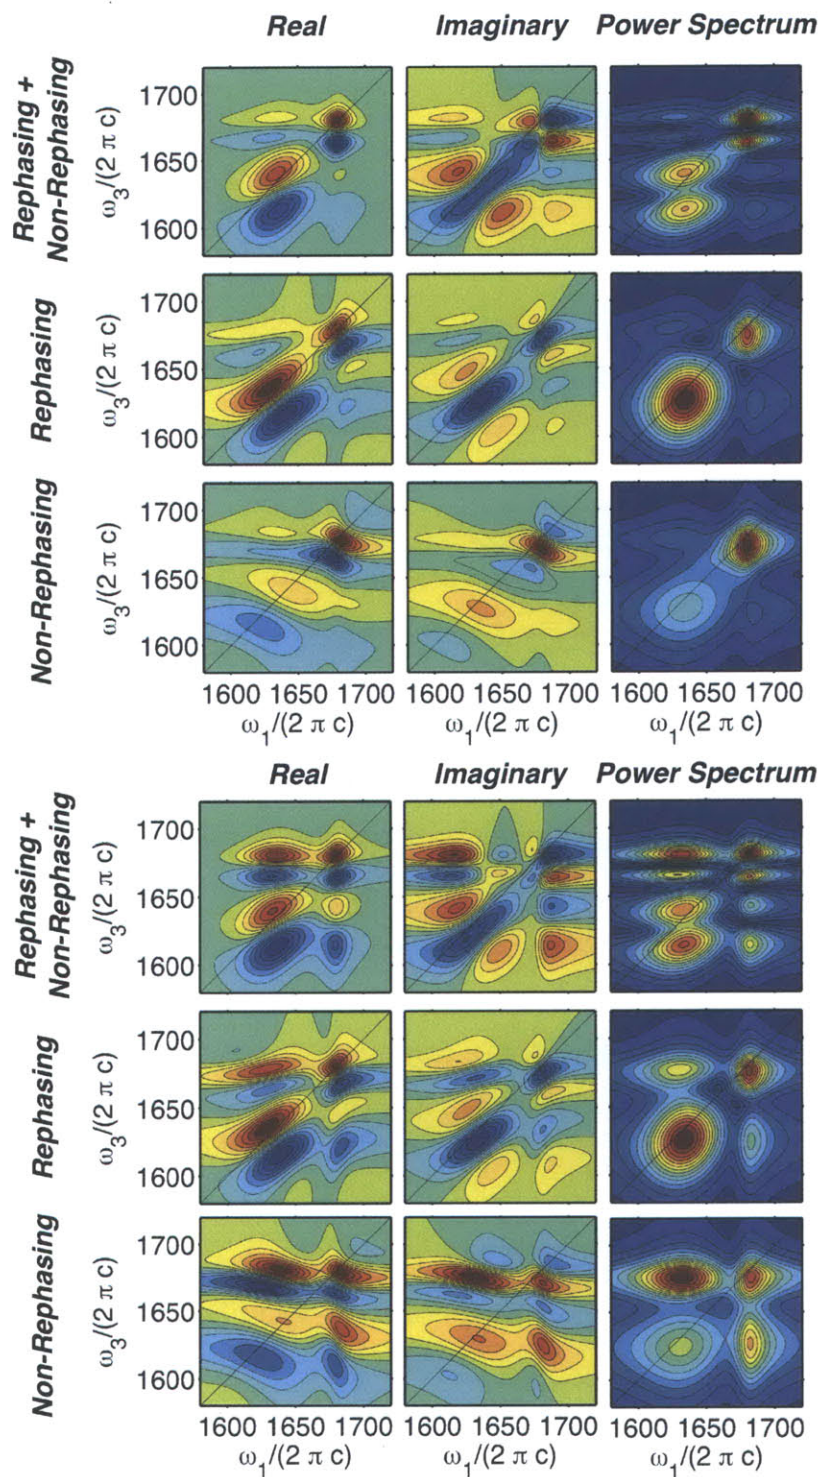 Real Imaginary Power Spectrum
Rephasing +
Non-Rephasing
ω3/(2 π c)
1700
1650
1600
Rephasing
ω3/(2 π c)
1700
1650
1600
Non-Rephasing
ω3/(2 π c)
1700
1650
1600
1600 1650 1700 1600 1650 1700 1600 1650 1700
ω1/(2 π c) ω1/(2 π c) ω1/(2 π c)
Real Imaginary Power Spectrum
Rephasing +
Non-Rephasing
ω3/(2 π c)
1700
1650
1600
Rephasing
ω3/(2 π c)
1700
1650
1600
Non-Rephasing
ω3/(2 π c)
1700
1650
1600
1600 1650 1700 1600 1650 1700 1600 1650 1700
ω1/(2 π c) ω1/(2 π c) ω1/(2 π c)